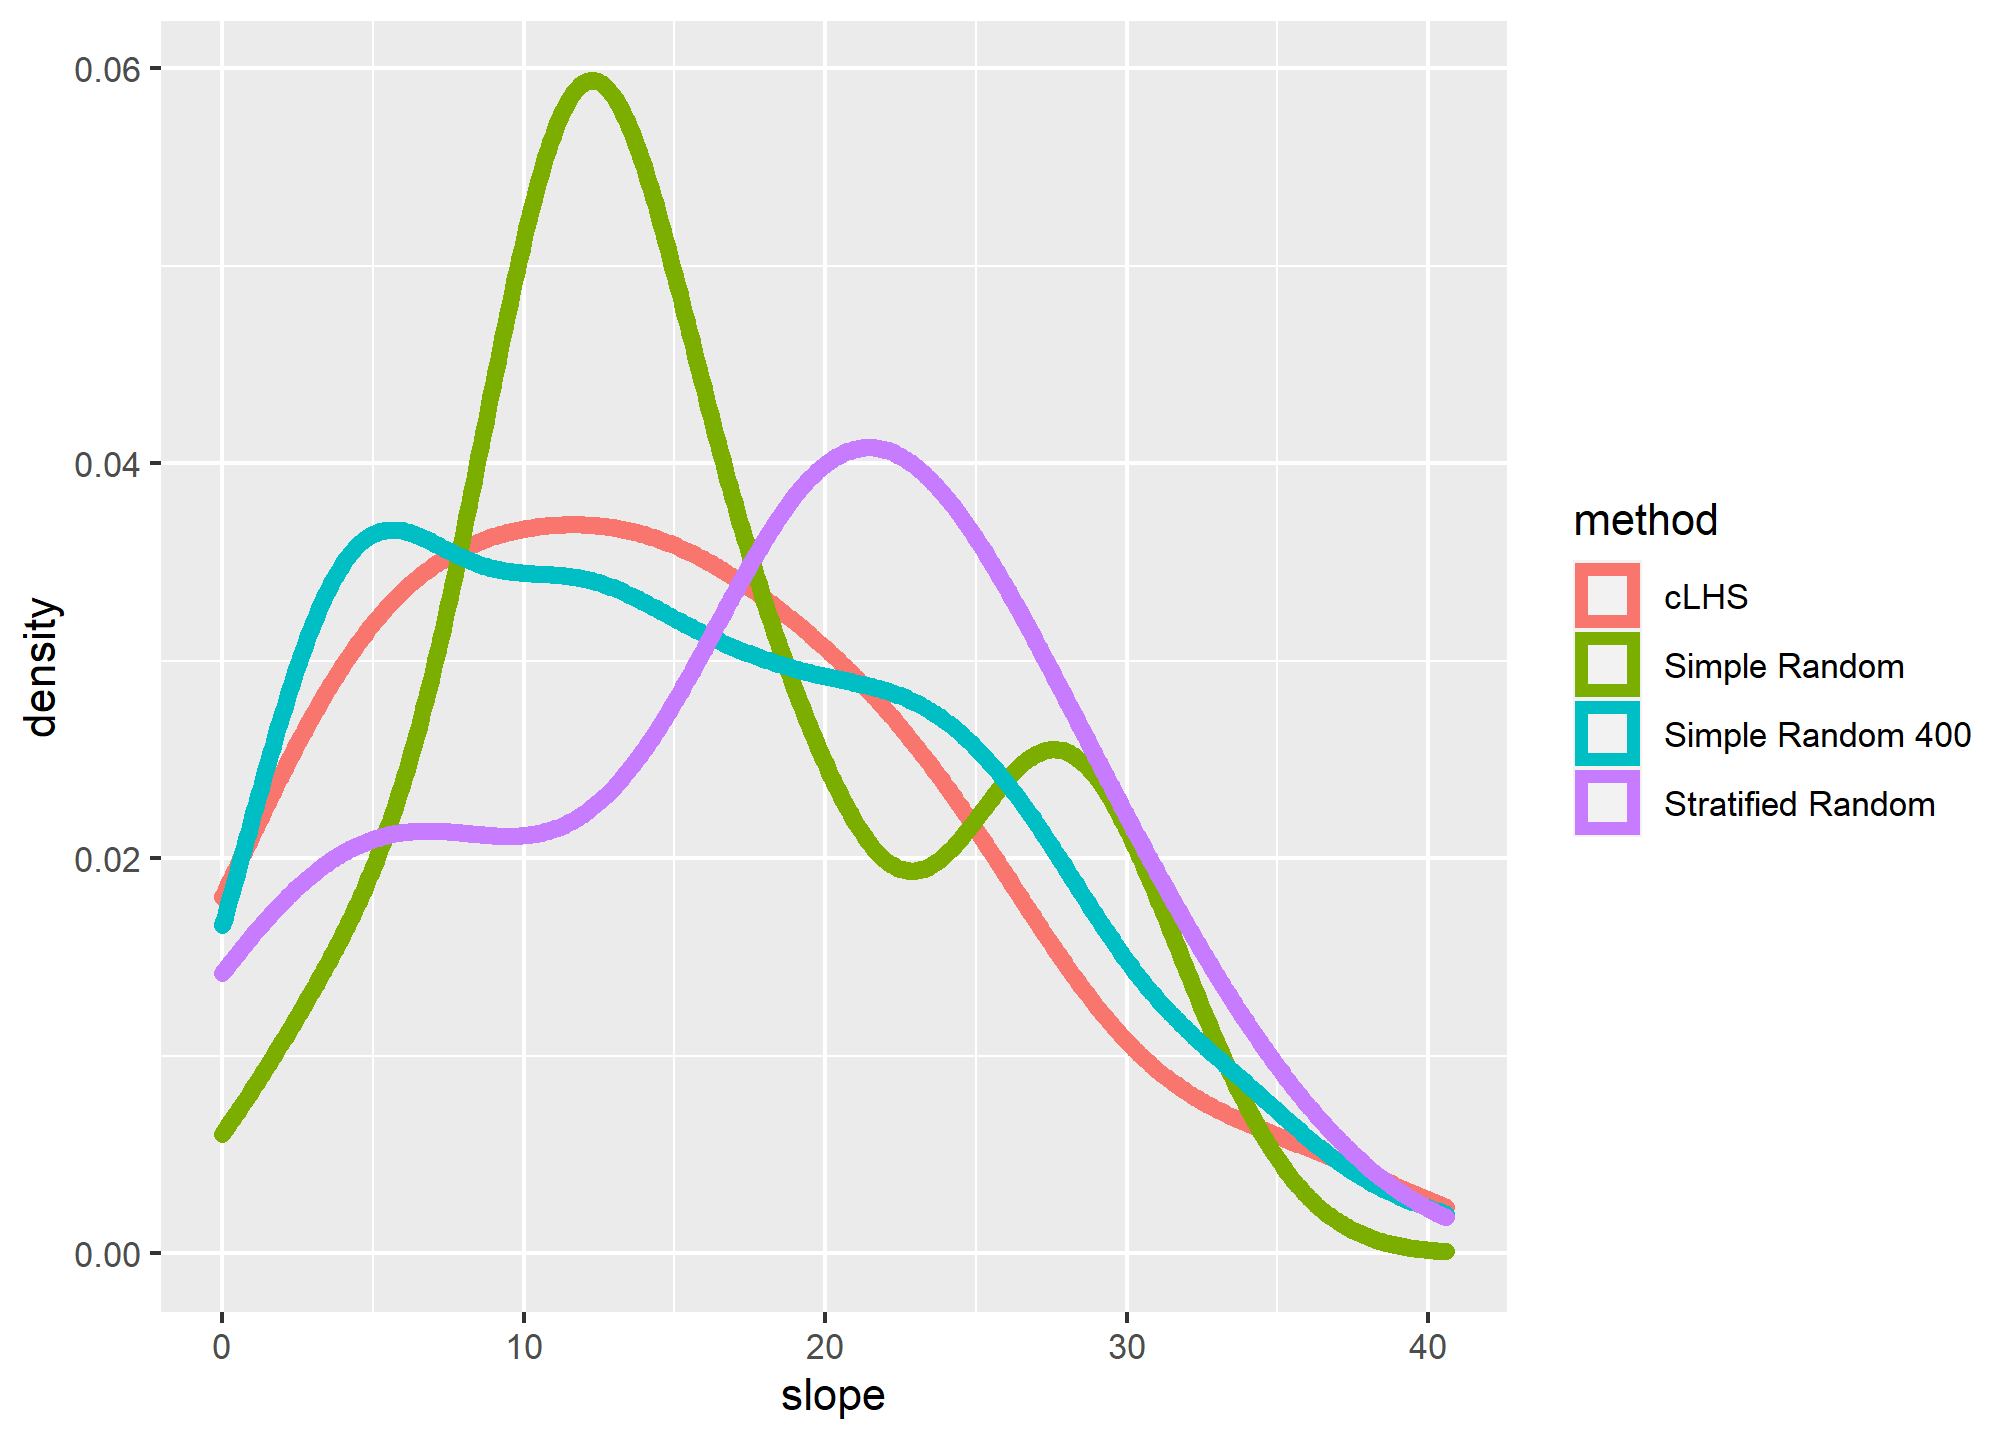 0.06
0.04
0.02
0.00
density
0 10 20 30 40
slope
method
cLHS
Simple Random
Simple Random 400
Stratified Random